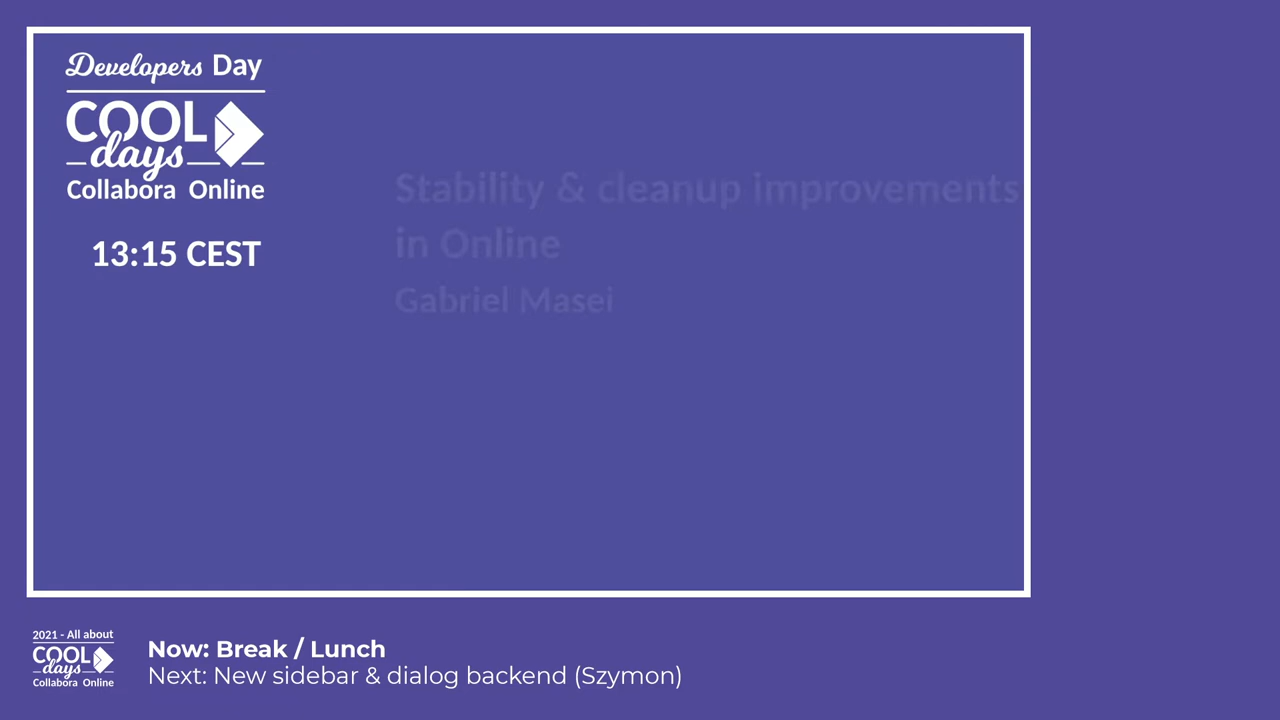 Developers Day
COOL
days
Collabora Online
13:15 CEST
Stability & cleanup improvements
in Online
Gabriel Masei
2021 - All about
COOL
days
Collabora Online
Now: Break / Lunch
Next: New sidebar & dialog backend (Szymon)